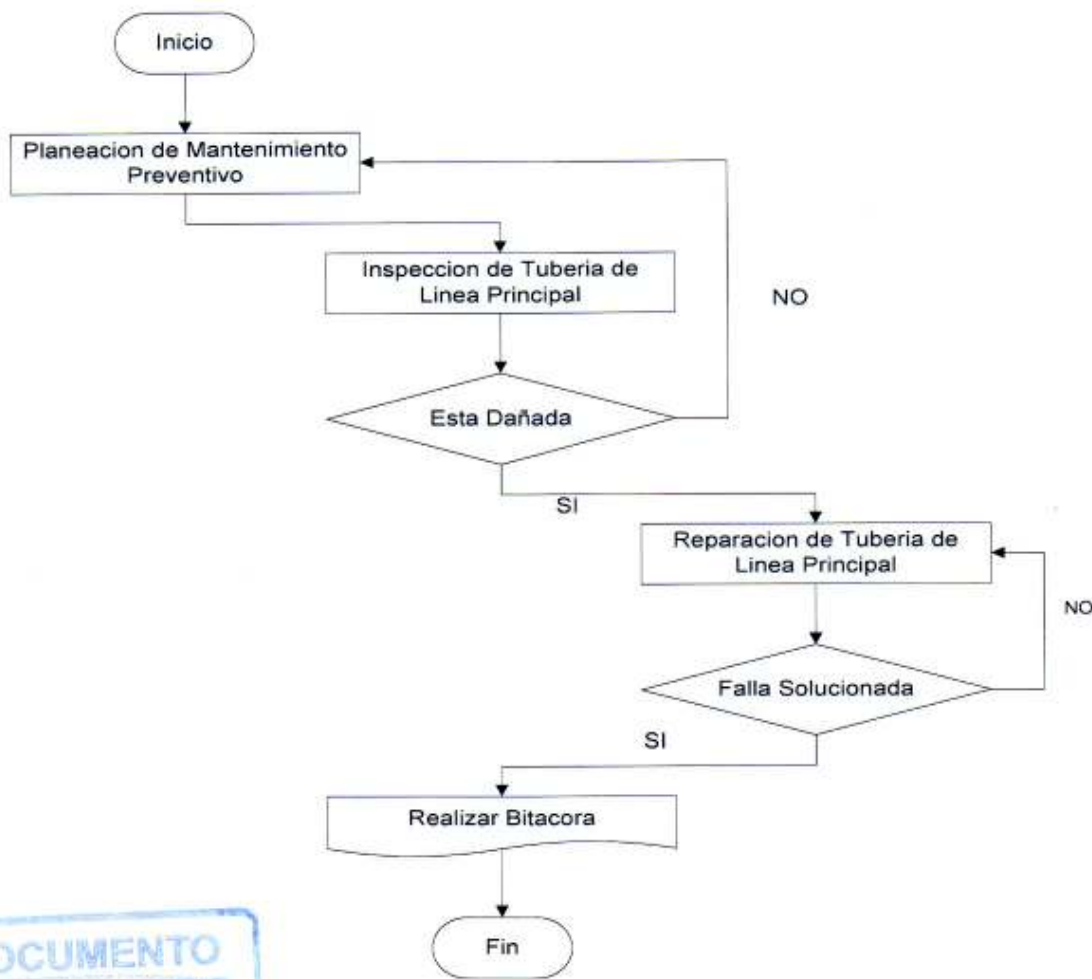 Inicio
Planeacion de Mantenimiento
Preventivo
Inspeccion de Tuberia de
Linea Principal
NO
Esta Dañada
SI
Reparacion de Tuberia de
Linea Principal
NO
Falla Solucionada
SI
Realizar Bitacora
Fin
OCUMENTO